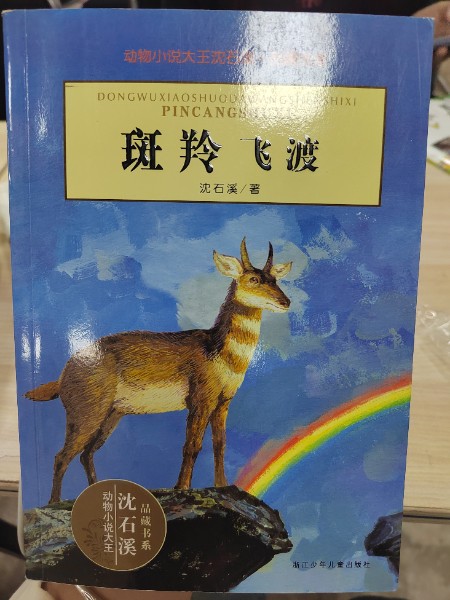 动物小说大王沈石溪
DONGWUXIAOSHUODAWANGSHENSHIXI
斑羚飞渡
沈石溪/著
品藏书系
沈石溪
动物小说大王
浙江少年儿童出版社